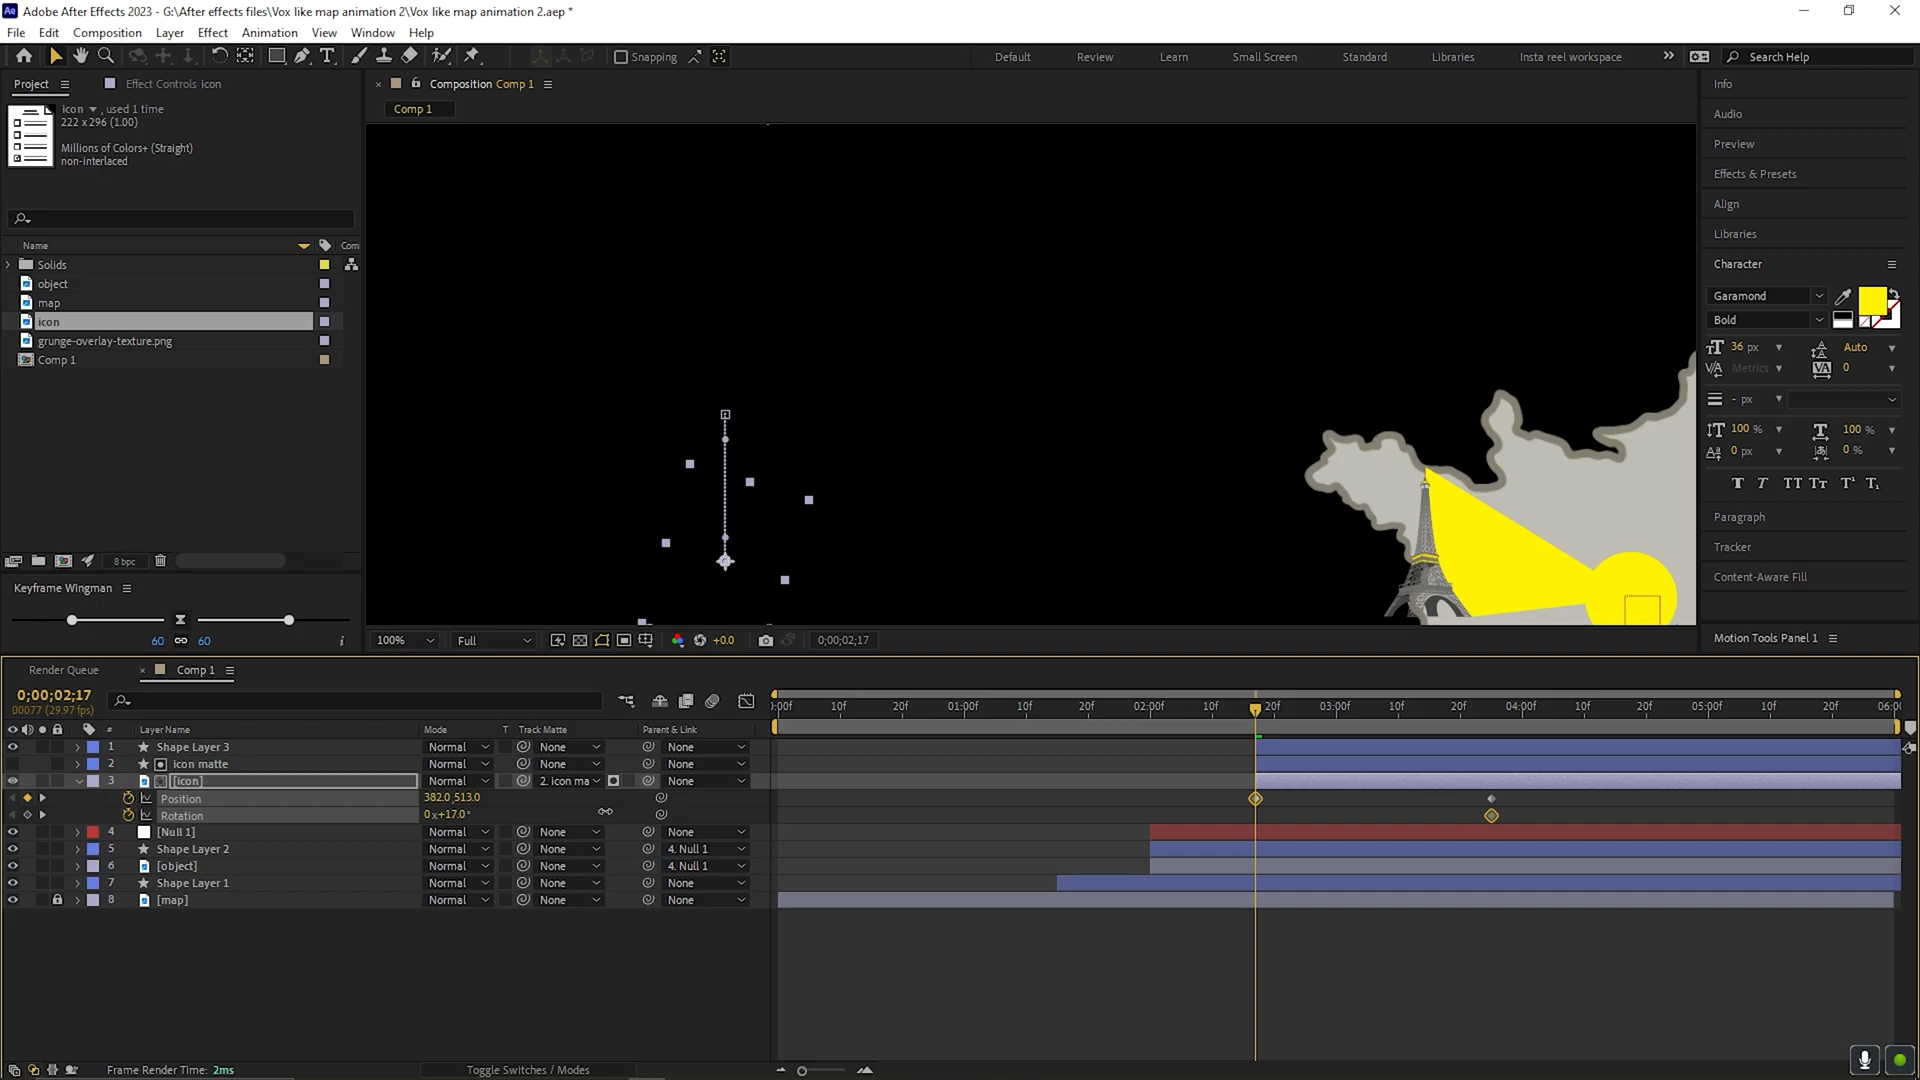 Adobe After Effects 2023 - G:\After effects files\Vox like map animation 2\Vox like map animation 2.aep *
File Edit Composition Layer Effect Animation View Window Help
Snapping Default Review Learn Small Screen Standard Libraries Insta reel workspace Search Help
Project Effect Controls icon Composition Comp 1
Comp 1
icon , used 1 time
222 x 296 (1.00)
Millions of Colors+ (Straight)
non-interlaced
Name Com
Solids
object
map
icon
grunge-overlay-texture.png
Comp 1
8 bpc
Keyframe Wingman
60 60
100% Full +0.0 0;00;02;17
Info
Audio
Preview
Effects & Presets
Align
Libraries
Character
Garamond
Bold
36 px Auto
Metrics 0
- px
100 % 100 %
0 px 0 %
Paragraph
Tracker
Content-Aware Fill
Motion Tools Panel 1
Render Queue Comp 1
0;00;02;17
00077 (29.97 fps)
:00f 10f 20f 01:00f 10f 20f 02:00f 10f 20f 03:00f 10f 20f 04:00f 10f 20f 05:00f 10f 20f 06:00
# Layer Name Mode T Track Matte Parent & Link
1 Shape Layer 3 Normal None None
2 icon matte Normal None None
3 [icon] Normal 2. icon ma None
Position 382.0,513.0
Rotation 0x+17.0°
4 [Null 1] Normal None None
5 Shape Layer 2 Normal None 4. Null 1
6 [object] Normal None 4. Null 1
7 Shape Layer 1 Normal None None
8 [map] Normal None None
Frame Render Time: 2ms Toggle Switches / Modes